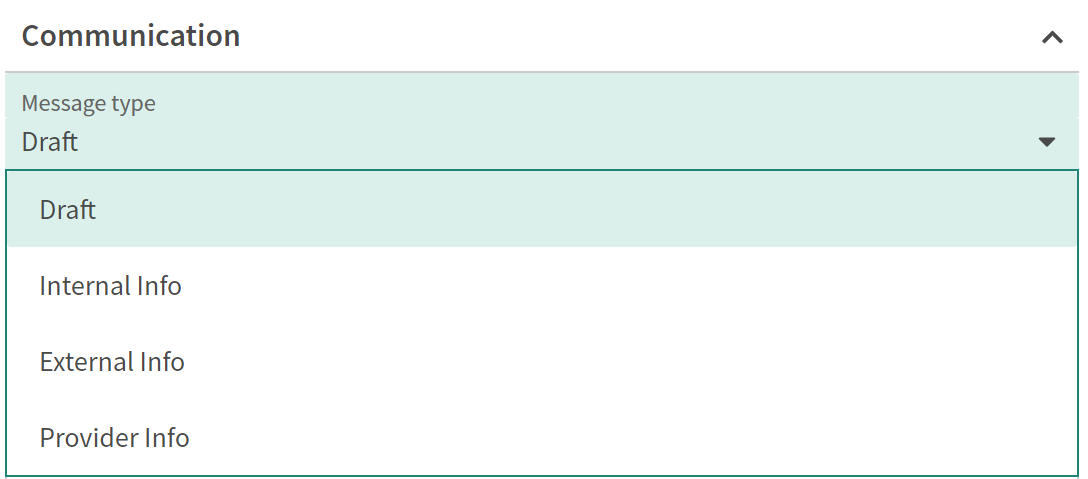 Communication
Message type
Draft
Draft
Internal Info
External Info
Provider Info